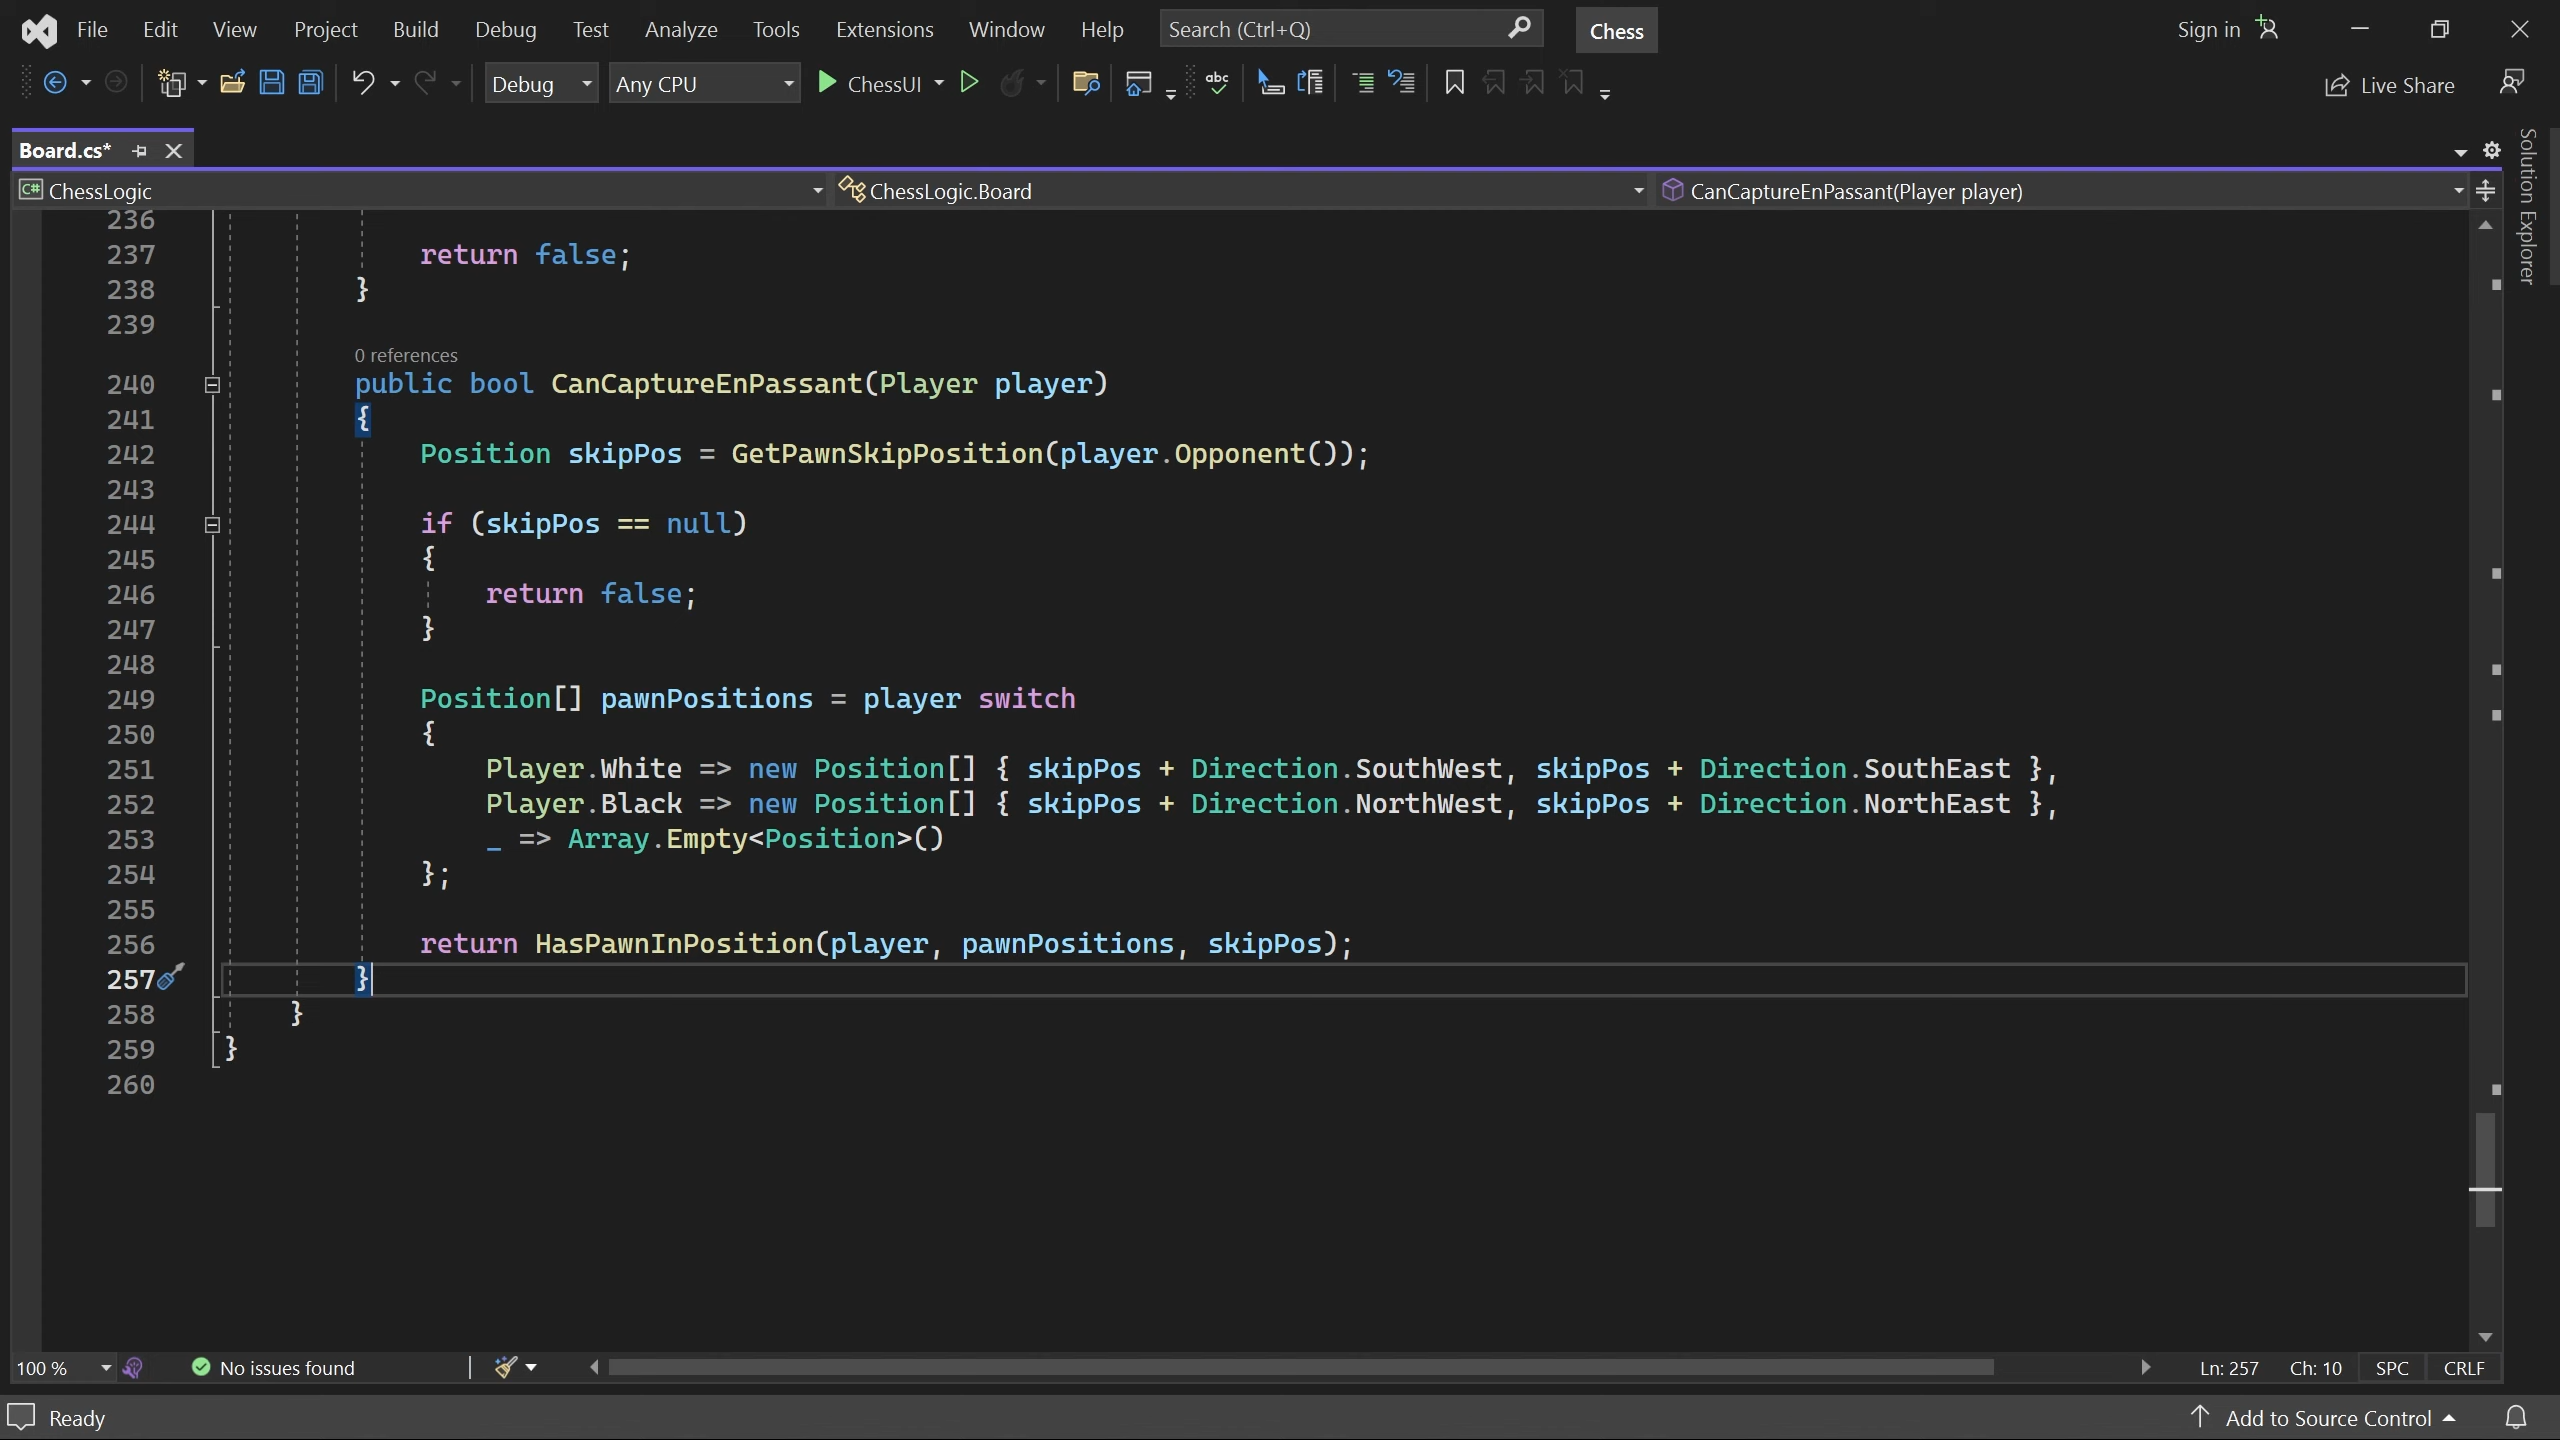 File Edit View Project Build Debug Test Analyze Tools Extensions Window Help Search (Ctrl+Q) Chess Sign in
Debug Any CPU ChessUI abc Live Share
Board.cs*
Solution Explorer
C# ChessLogic ChessLogic.Board CanCaptureEnPassant(Player player)
236
237 return false;
238 }
239
0 references
240 public bool CanCaptureEnPassant(Player player)
241 {
242 Position skipPos = GetPawnSkipPosition(player.Opponent());
243
244 if (skipPos == null)
245 {
246 return false;
247 }
248
249 Position[] pawnPositions = player switch
250 {
251 Player.White => new Position[] { skipPos + Direction.SouthWest, skipPos + Direction.SouthEast },
252 Player.Black => new Position[] { skipPos + Direction.NorthWest, skipPos + Direction.NorthEast },
253 _ => Array.Empty<Position>()
254 };
255
256 return HasPawnInPosition(player, pawnPositions, skipPos);
257 }
258 }
259 }
260
100 % No issues found Ln: 257 Ch: 10 SPC CRLF
Ready Add to Source Control